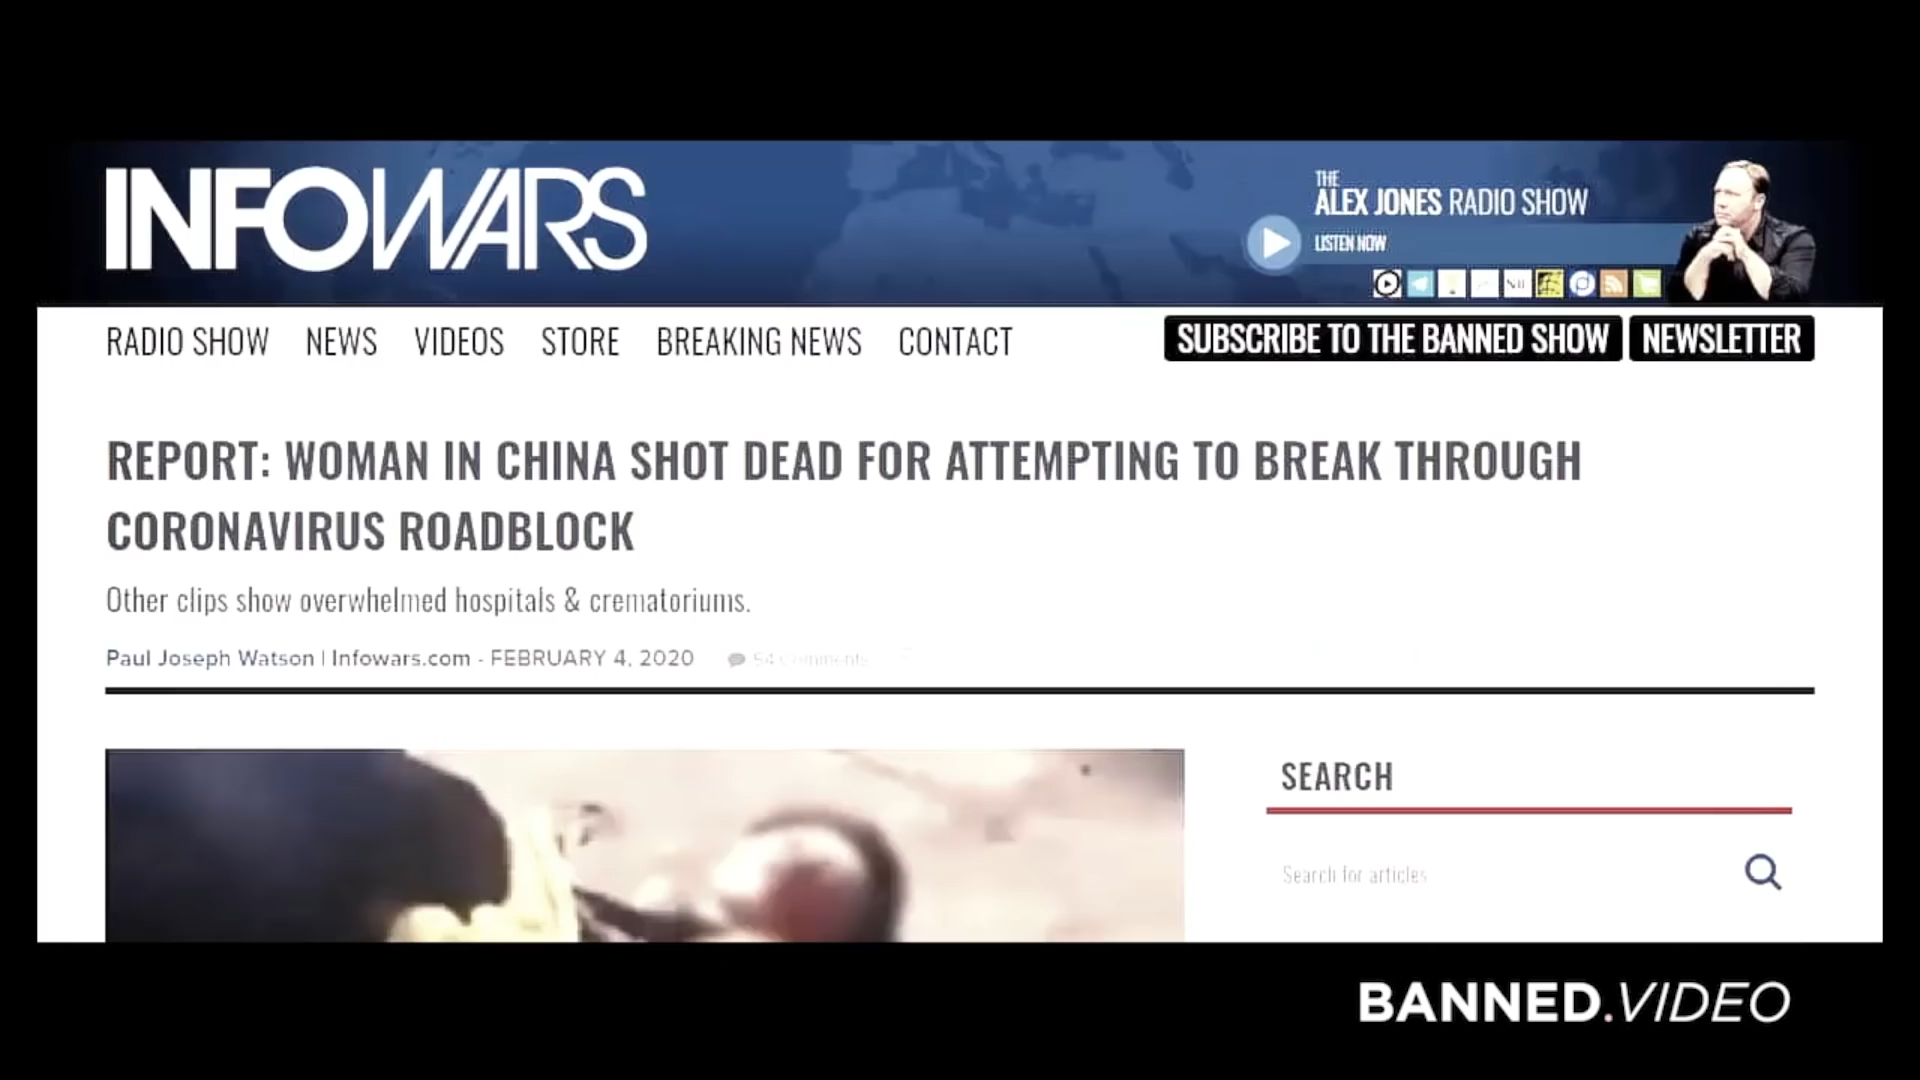 INFOWARS
THE
ALEX JONES RADIO SHOW
LISTEN NOW
RADIO SHOW NEWS VIDEOS STORE BREAKING NEWS CONTACT
SUBSCRIBE TO THE BANNED SHOW NEWSLETTER
REPORT: WOMAN IN CHINA SHOT DEAD FOR ATTEMPTING TO BREAK THROUGH
CORONAVIRUS ROADBLOCK
Other clips show overwhelmed hospitals & crematoriums.
Paul Joseph Watson | Infowars.com - FEBRUARY 4, 2020 54 Comments
SEARCH
Search for articles
BANNED.VIDEO